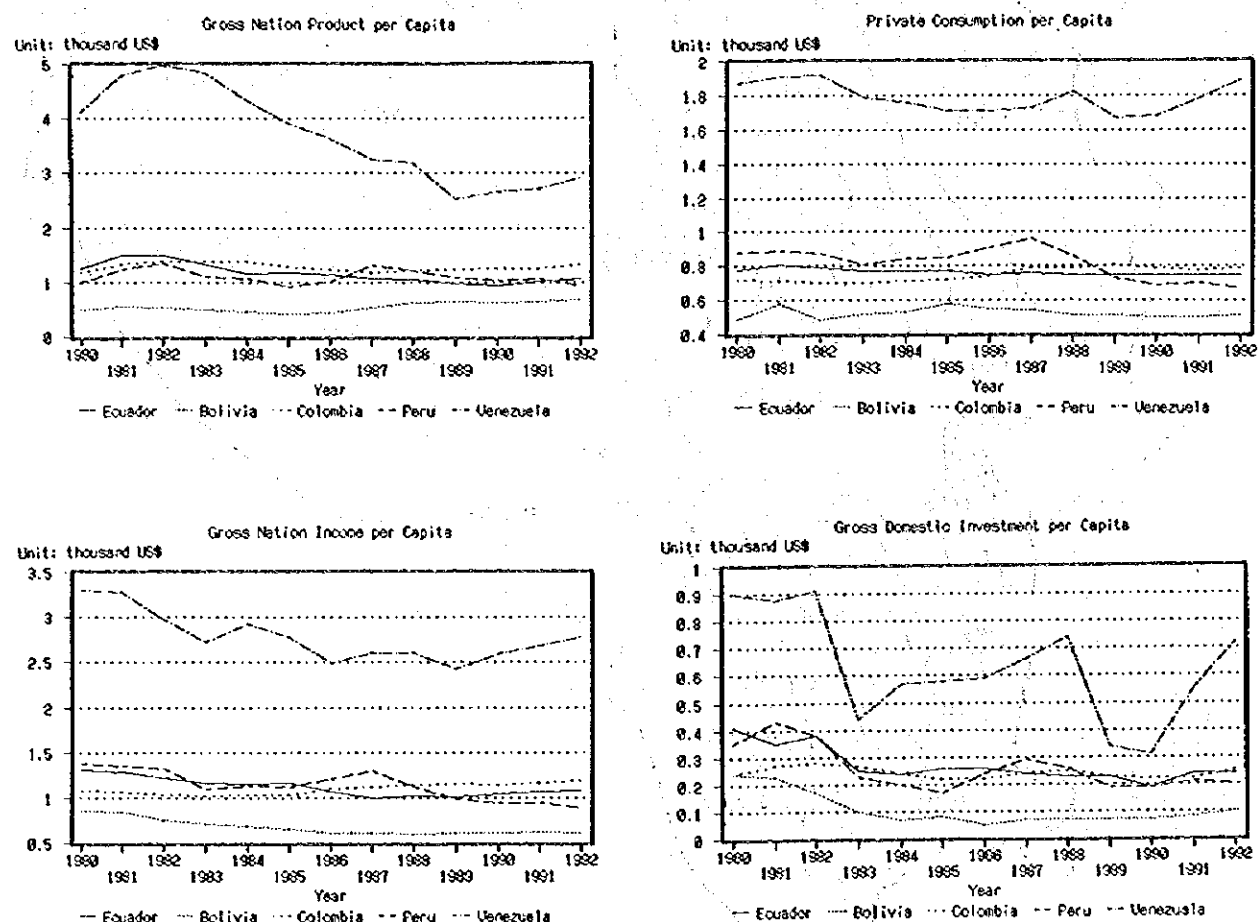 Gross Nation Product per Capita
Unit: thousand US$
5
4
3
2
1
0
1980 1981 1982 1983 1984 1985 1986 1987 1988 1989 1990 1991 1992
Year
Ecuador Bolivia Colombia Peru Venezuela
Private Consumption per Capita
Unit: thousand US$
2
1.8
1.6
1.4
1.2
1
0.8
0.6
0.4
1980 1981 1982 1983 1984 1985 1986 1987 1988 1989 1990 1991 1992
Year
Ecuador Bolivia Colombia Peru Venezuela
Gross Nation Income per Capita
Unit: thousand US$
3.5
3
2.5
2
1.5
1
0.5
1980 1981 1982 1983 1984 1985 1986 1987 1988 1989 1990 1991 1992
Year
Ecuador Bolivia Colombia Peru Venezuela
Gross Domestic Investment per Capita
Unit: thousand US$
1
0.9
0.8
0.7
0.6
0.5
0.4
0.3
0.2
0.1
0
1980 1981 1982 1983 1984 1985 1986 1987 1988 1989 1990 1991 1992
Year
Ecuador Bolivia Colombia Peru Venezuela